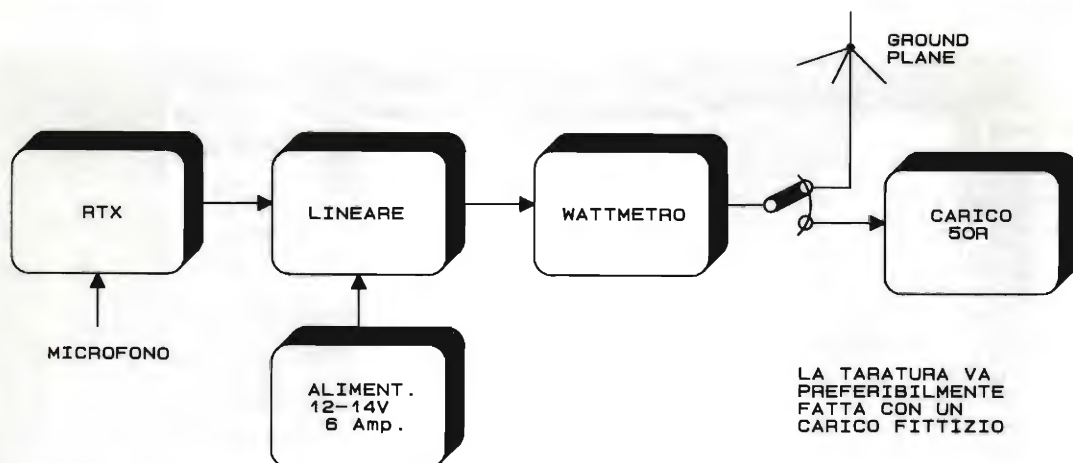 GROUND
PLANE
RTX
LINEARE
WATTMETRO
CARICO
50R
MICROFONO
ALIMENT.
12-14V
6 Amp.
LA TARATURA VA
PREFERIBILMENTE
FATTA CON UN
CARICO FITTIZIO